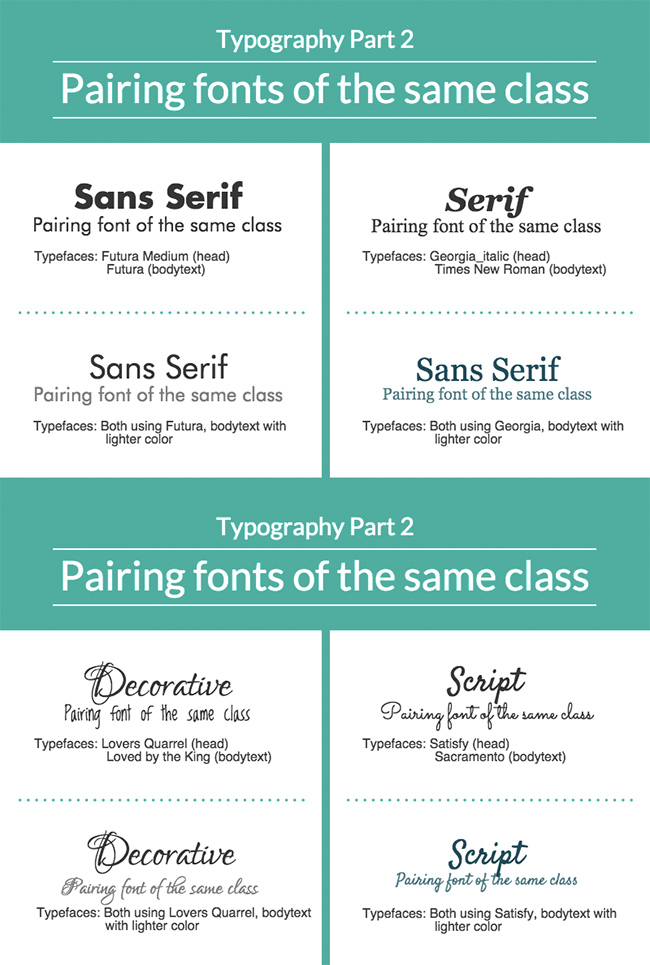 Typography Part 2
Pairing fonts of the same class
Sans Serif
Pairing font of the same class
Typefaces: Futura Medium (head)
Futura (bodytext)
Serif
Pairing font of the same class
Typefaces: Georgia_italic (head)
Times New Roman (bodytext)
Sans Serif
Pairing font of the same class
Typefaces: Both using Futura, bodytext with
lighter color
Sans Serif
Pairing font of the same class
Typefaces: Both using Georgia, bodytext with
lighter color
Typography Part 2
Pairing fonts of the same class
Decorative
Pairing font of the same class
Typefaces: Lovers Quarrel (head)
Loved by the King (bodytext)
Script
Pairing font of the same class
Typefaces: Satisfy (head)
Sacramento (bodytext)
Decorative
Pairing font of the same class
Typefaces: Both using Lovers Quarrel, bodytext
with lighter color
Script
Pairing font of the same class
Typefaces: Both using Satisfy, bodytext with
lighter color